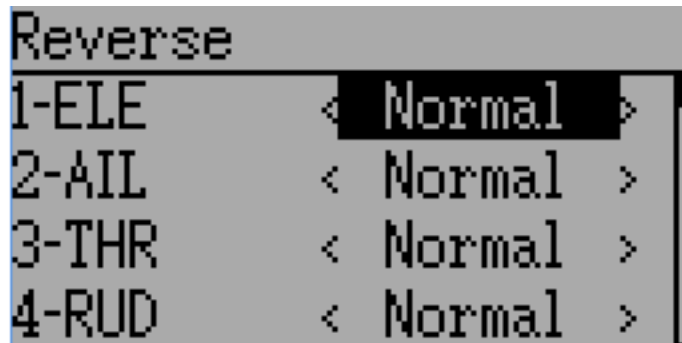 Reverse
1-ELE < Normal >
2-AIL < Normal >
3-THR < Normal >
4-RUD < Normal >